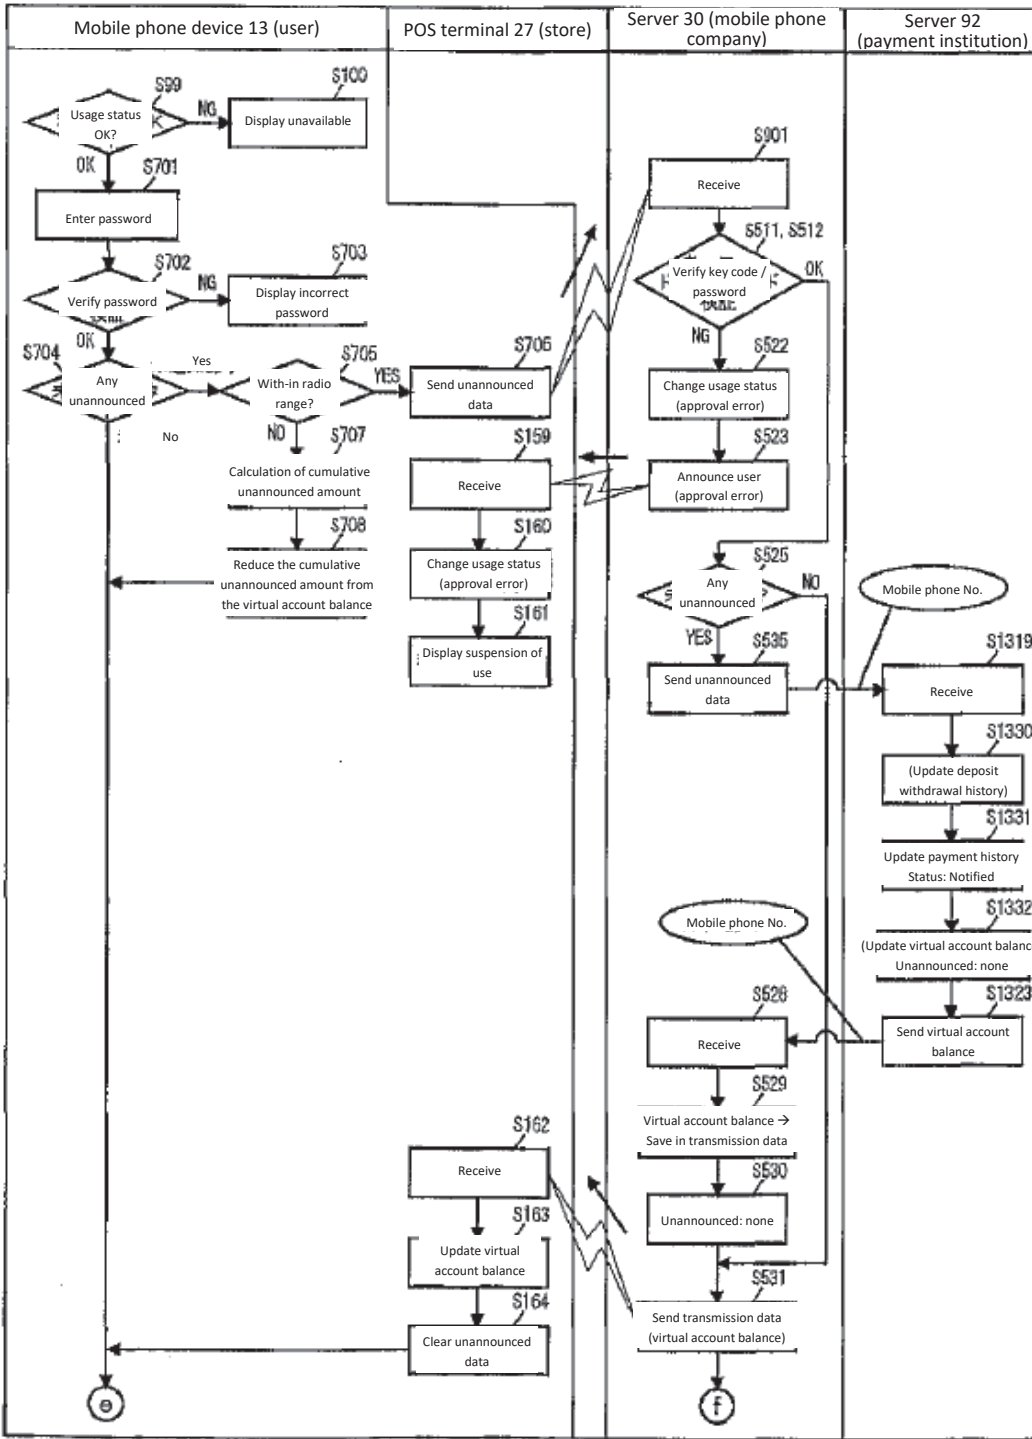 Mobile phone device 13 (user)
POS terminal 27 (store)
Server 30 (mobile phone
company)
Server 92
(payment institution)
S99
Usage status
OK?
NG
S100
Display unavailable
OK
S701
Enter password
S702
Verify password
NG
S703
Display incorrect
password
OK
S704
Any
unannounced
Yes
No
S705
With-in radio
range?
YES
NO
S706
Send unannounced
data
S707
Calculation of cumulative
unannounced amount
S708
Reduce the cumulative
unannounced amount from
the virtual account balance
S159
Receive
S160
Change usage status
(approval error)
S161
Display suspension of
use
S901
Receive
S511, S512
Verify key code /
password
OK
NG
S522
Change usage status
(approval error)
S523
Announce user
(approval error)
S525
Any
unannounced
NO
YES
S535
Send unannounced
data
Mobile phone No.
S1319
Receive
S1330
(Update deposit
withdrawal history)
S1331
Update payment history
Status: Notified
S1332
(Update virtual account balanc
Unannounced: none
S1323
Send virtual account
balance
Mobile phone No.
S528
Receive
S529
Virtual account balance →
Save in transmission data
S530
Unannounced: none
S531
Send transmission data
(virtual account balance)
S162
Receive
S163
Update virtual
account balance
S164
Clear unannounced
data
e
f